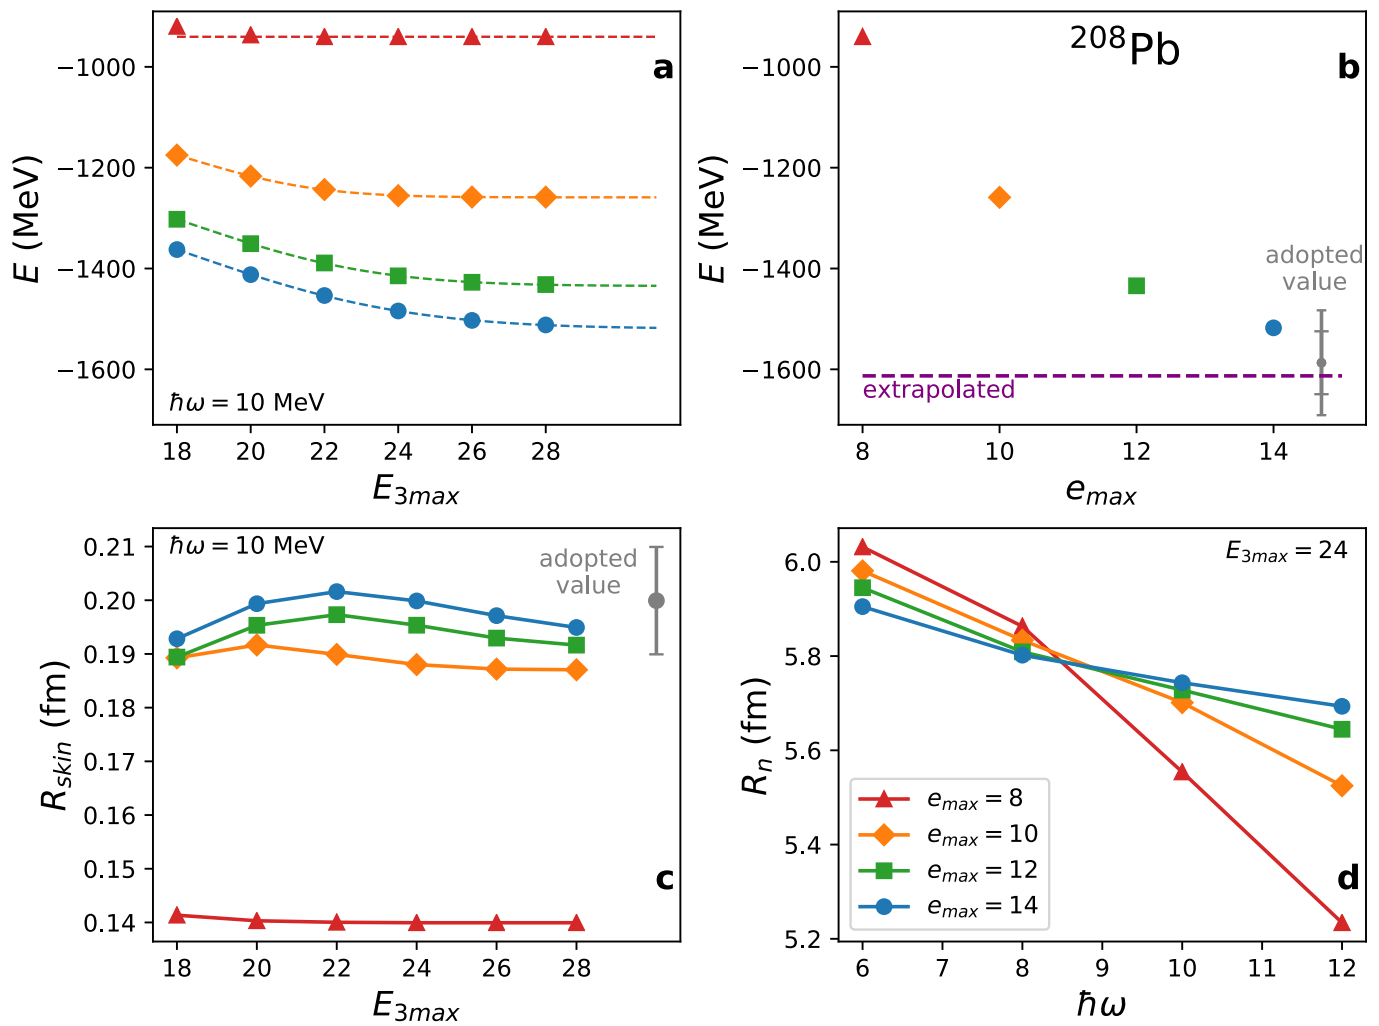 −1000
−1200
−1400
−1600
E (MeV)
18 20 22 24 26 28
E3max
ℏω = 10 MeV
a
−1000
−1200
−1400
−1600
E (MeV)
8 10 12 14
emax
208Pb
b
adopted
value
extrapolated
0.21
0.20
0.19
0.18
0.17
0.16
0.15
0.14
Rskin (fm)
18 20 22 24 26 28
E3max
ℏω = 10 MeV
adopted
value
c
6.0
5.8
5.6
5.4
5.2
Rn (fm)
6 7 8 9 10 11 12
ℏω
E3max = 24
emax = 8
emax = 10
emax = 12
emax = 14
d